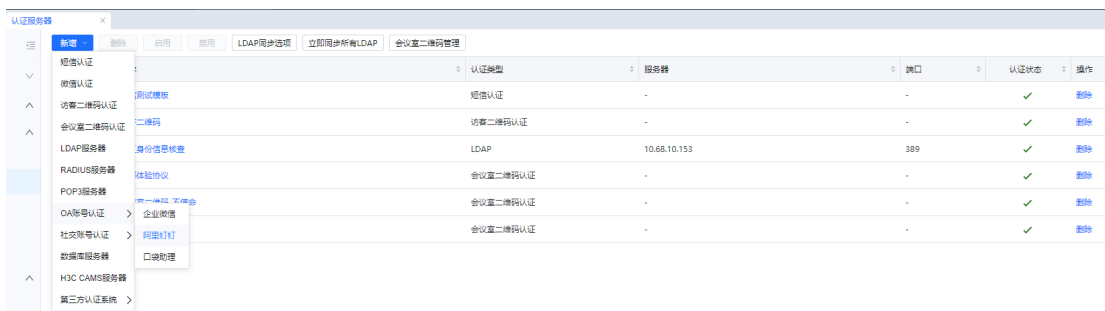 认证服务器 X
新增 删除 启用 禁用 LDAP同步选项 立即同步所有LDAP 会议室二维码管理
认证类型 服务器 端口 认证状态 操作
短信认证
微信认证
访客二维码认证
会议室二维码认证
LDAP服务器
RADIUS服务器
POP3服务器
OA账号认证
社交账号认证
数据库服务器
H3C CAMS服务器
第三方认证系统
企业微信
阿里钉钉
口袋助理
测试模板 短信认证 - - 删除
二维码 访客二维码认证 - - 删除
身份信息核查 LDAP 10.68.10.153 389 删除
体验协议 会议室二维码认证 - - 删除
会议室二维码认证 - - 删除
会议室二维码认证 - - 删除